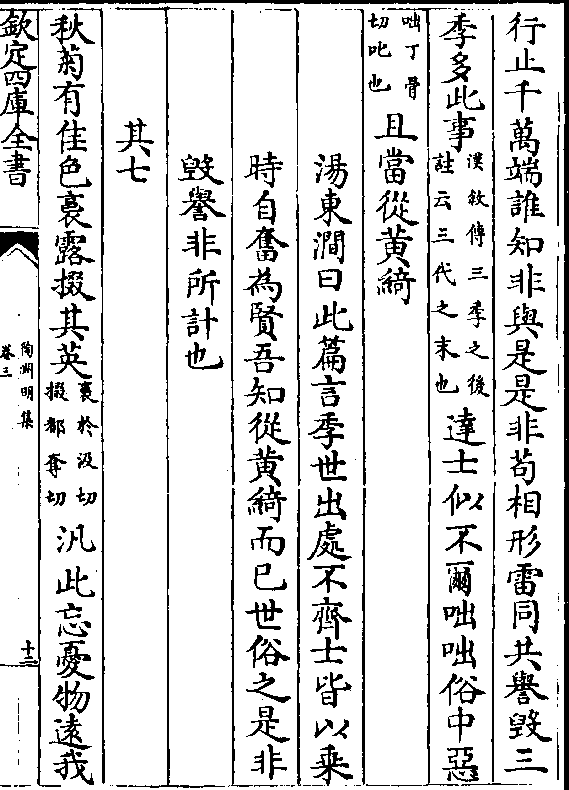 行止千萬端誰知非與是是非苟相形雷同共譽毀三
季多此事漢敘傳三季之後註云三代之末也達士似不爾咄咄俗中惡
咄丁骨切叱也且當從黃綺
湯東澗曰此篇言季世出處不齊士皆以乘
時自奮為賢吾知從黃綺而已世俗之是非
毀譽非所計也
其七
秋菊有佳色裛露掇其英裛於汲切掇都奪切汎此忘憂物遠我
欽定四庫全書
陶淵明集
卷三
十三